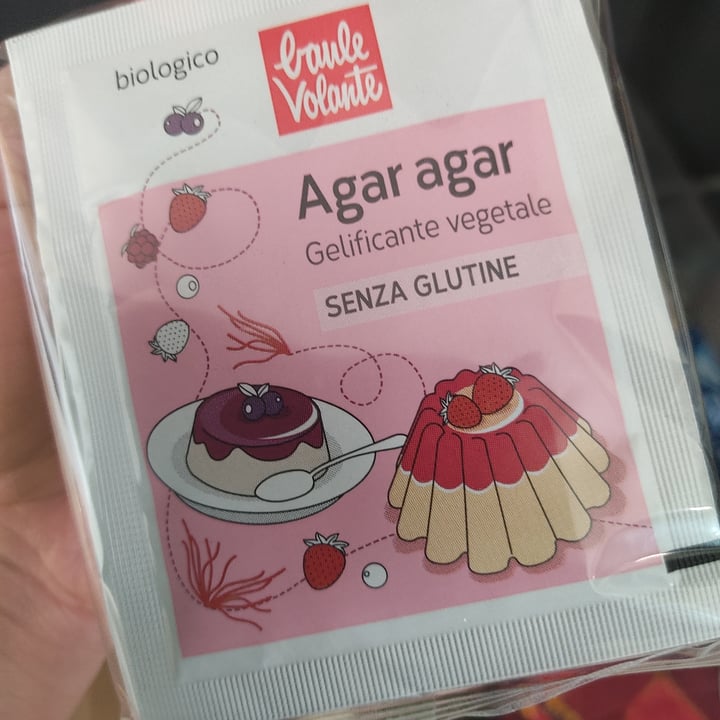 biologico
baule
volante
Agar agar
Gelificante vegetale
SENZA GLUTINE